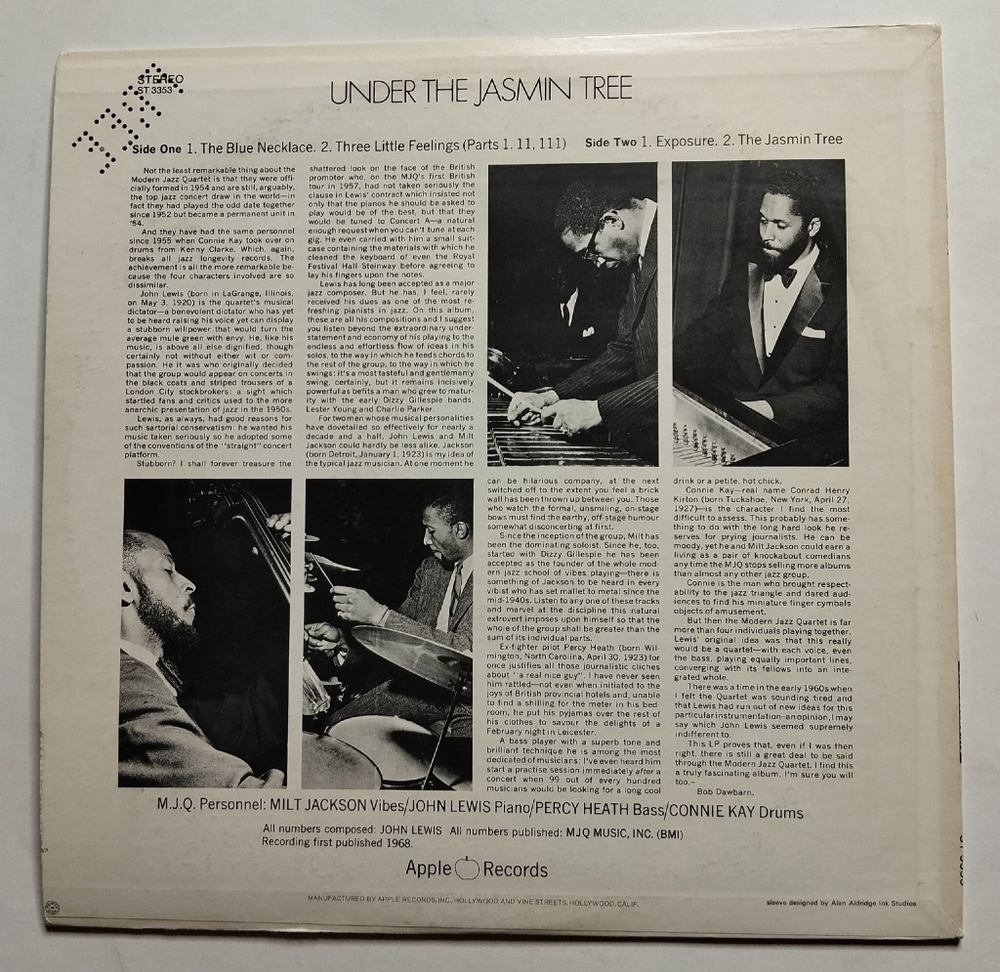 STEREO
ST 3353
UNDER THE JASMIN TREE
Side One 1. The Blue Necklace. 2. Three Little Feelings (Parts 1. 11, 111) Side Two 1. Exposure. 2. The Jasmin Tree
Not the least remarkable thing about the
Modern Jazz Quartet is that they were offi-
cially formed in 1954 and are still, arguably,
the top jazz concert draw in the world—in
fact they had played the odd date together
since 1952 but became a permanent unit in
'54.
And they have had the same personnel
since 1955 when Connie Kay took over on
drums from Kenny Clarke. Which, again,
breaks all jazz longevity records. The
achievement is all the more remarkable be-
cause the four characters involved are so
dissimilar.
John Lewis (born in LaGrange, Illinois,
on May 3, 1920) is the quartet's musical
dictator—a benevolent dictator who has yet
to be heard raising his voice yet can display
a stubborn willpower that would turn the
average mule green with envy. He, like his
music, is above all else dignified, though
certainly not without either wit or com-
passion. He it was who originally decided
that the group would appear on concerts in
the black coats and striped trousers of a
London City stockbrokers: a sight which
startled fans and critics used to the more
anarchic presentation of jazz in the 1950s.
Lewis, as always, had good reasons for
such sartorial conservatism: he wanted his
music taken seriously so he adopted some
of the conventions of the "straight" concert
platform.
Stubborn? I shall forever treasure the
shattered look on the face of the British
promoter who, on the MJQ's first British
tour in 1957, had not taken seriously the
clause in Lewis' contract which insisted not
only that the pianos he should be asked to
play would be of the best, but that they
would be tuned to Concert A—a natural
enough request when you can't tune at each
gig. He even carried with him a small suit-
case containing the materials with which he
cleaned the keyboard of even the Royal
Festival Hall Steinway before agreeing to
lay his fingers upon the notes.
Lewis has long been accepted as a major
jazz composer. But he has, I feel, rarely
received his dues as one of the most re-
freshing pianists in jazz. On this album,
these are all his compositions and I suggest
you listen beyond the extraordinary under-
statement and economy of his playing to the
endless and effortless flow of ideas in his
solos, to the way in which he feeds chords to
the rest of the group, to the way in which he
swings: it's a most tasteful and gentlemanly
swing, certainly, but it remains incisively
powerful as befits a man who grew to matur-
ity with the early Dizzy Gillespie bands,
Lester Young and Charlie Parker.
For two men whose musical personalities
have dovetailed so effectively for nearly a
decade and a half, John Lewis and Milt
Jackson could hardly be less alike. Jackson
(born Detroit, January 1, 1923) is my idea of
the typical jazz musician. At one moment he
can be hilarious company, at the next
switched off to the extent you feel a brick
wall has been thrown up between you. Those
who watch the formal, unsmiling, on-stage
bows must find the earthy, off-stage humour
somewhat disconcerting at first.
Since the inception of the group, Milt has
been the dominating soloist. Since he, too,
started with Dizzy Gillespie he has been
accepted as the founder of the whole mod-
ern jazz school of vibes playing—there is
something of Jackson to be heard in every
vibist who has set mallet to metal since the
mid-1940s. Listen to any one of these tracks
and marvel at the discipline this natural
extrovert imposes upon himself so that the
whole of the group shall be greater than the
sum of its individual parts.
Ex-fighter pilot Percy Heath (born Wil-
mington, North Carolina, April 30, 1923) for
once justifies all those journalistic cliches
about "a real nice guy". I have never seen
him rattled—not even when initiated to the
joys of British provincial hotels and, unable
to find a shilling for the meter in his bed-
room, he put his pyjamas over the rest of
his clothes to savour the delights of a
February night in Leicester.
A bass player with a superb tone and
brilliant technique he is among the most
dedicated of musicians. I've even heard him
start a practise session immediately after a
concert when 99 out of every hundred
musicians would be looking for a long cool
drink or a petite, hot chick.
Connie Kay—real name Conrad Henry
Kirton (born Tuckahoe, New York, April 27,
1927)—is the character I find the most
difficult to assess. This probably has some-
thing to do with the long hard look he re-
serves for prying journalists. He can be
moody, yet he and Milt Jackson could earn a
living as a pair of knockabout comedians
any time the MJQ stops selling more albums
than almost any other jazz group.
Connie is the man who brought respect-
ability to the jazz triangle and dared aud-
iences to find his miniature finger cymbals
objects of amusement.
But then the Modern Jazz Quartet is far
more than four individuals playing together.
Lewis' original idea was that this really
would be a quartet—with each voice, even
the bass, playing equally important lines,
converging with its fellows into an inte-
grated whole.
There was a time in the early 1960s when
I felt the Quartet was sounding tired and
that Lewis had run out of new ideas for this
particular instrumentation—an opinion, I may
say which John Lewis seemed supremely
indifferent to.
This LP proves that, even if I was then
right, there is still a great deal to be said
through the Modern Jazz Quartet. I find this
a truly fascinating album. I'm sure you will
too.—
Bob Dawbarn.
M.J.Q. Personnel: MILT JACKSON Vibes/JOHN LEWIS Piano/PERCY HEATH Bass/CONNIE KAY Drums
All numbers composed: JOHN LEWIS All numbers published: MJQ MUSIC, INC. (BMI)
Recording first published 1968.
Apple Records
MANUFACTURED BY APPLE RECORDS, INC., HOLLYWOOD AND VINE STREETS, HOLLYWOOD, CALIF.
sleeve designed by Alan Aldridge Ink Studios